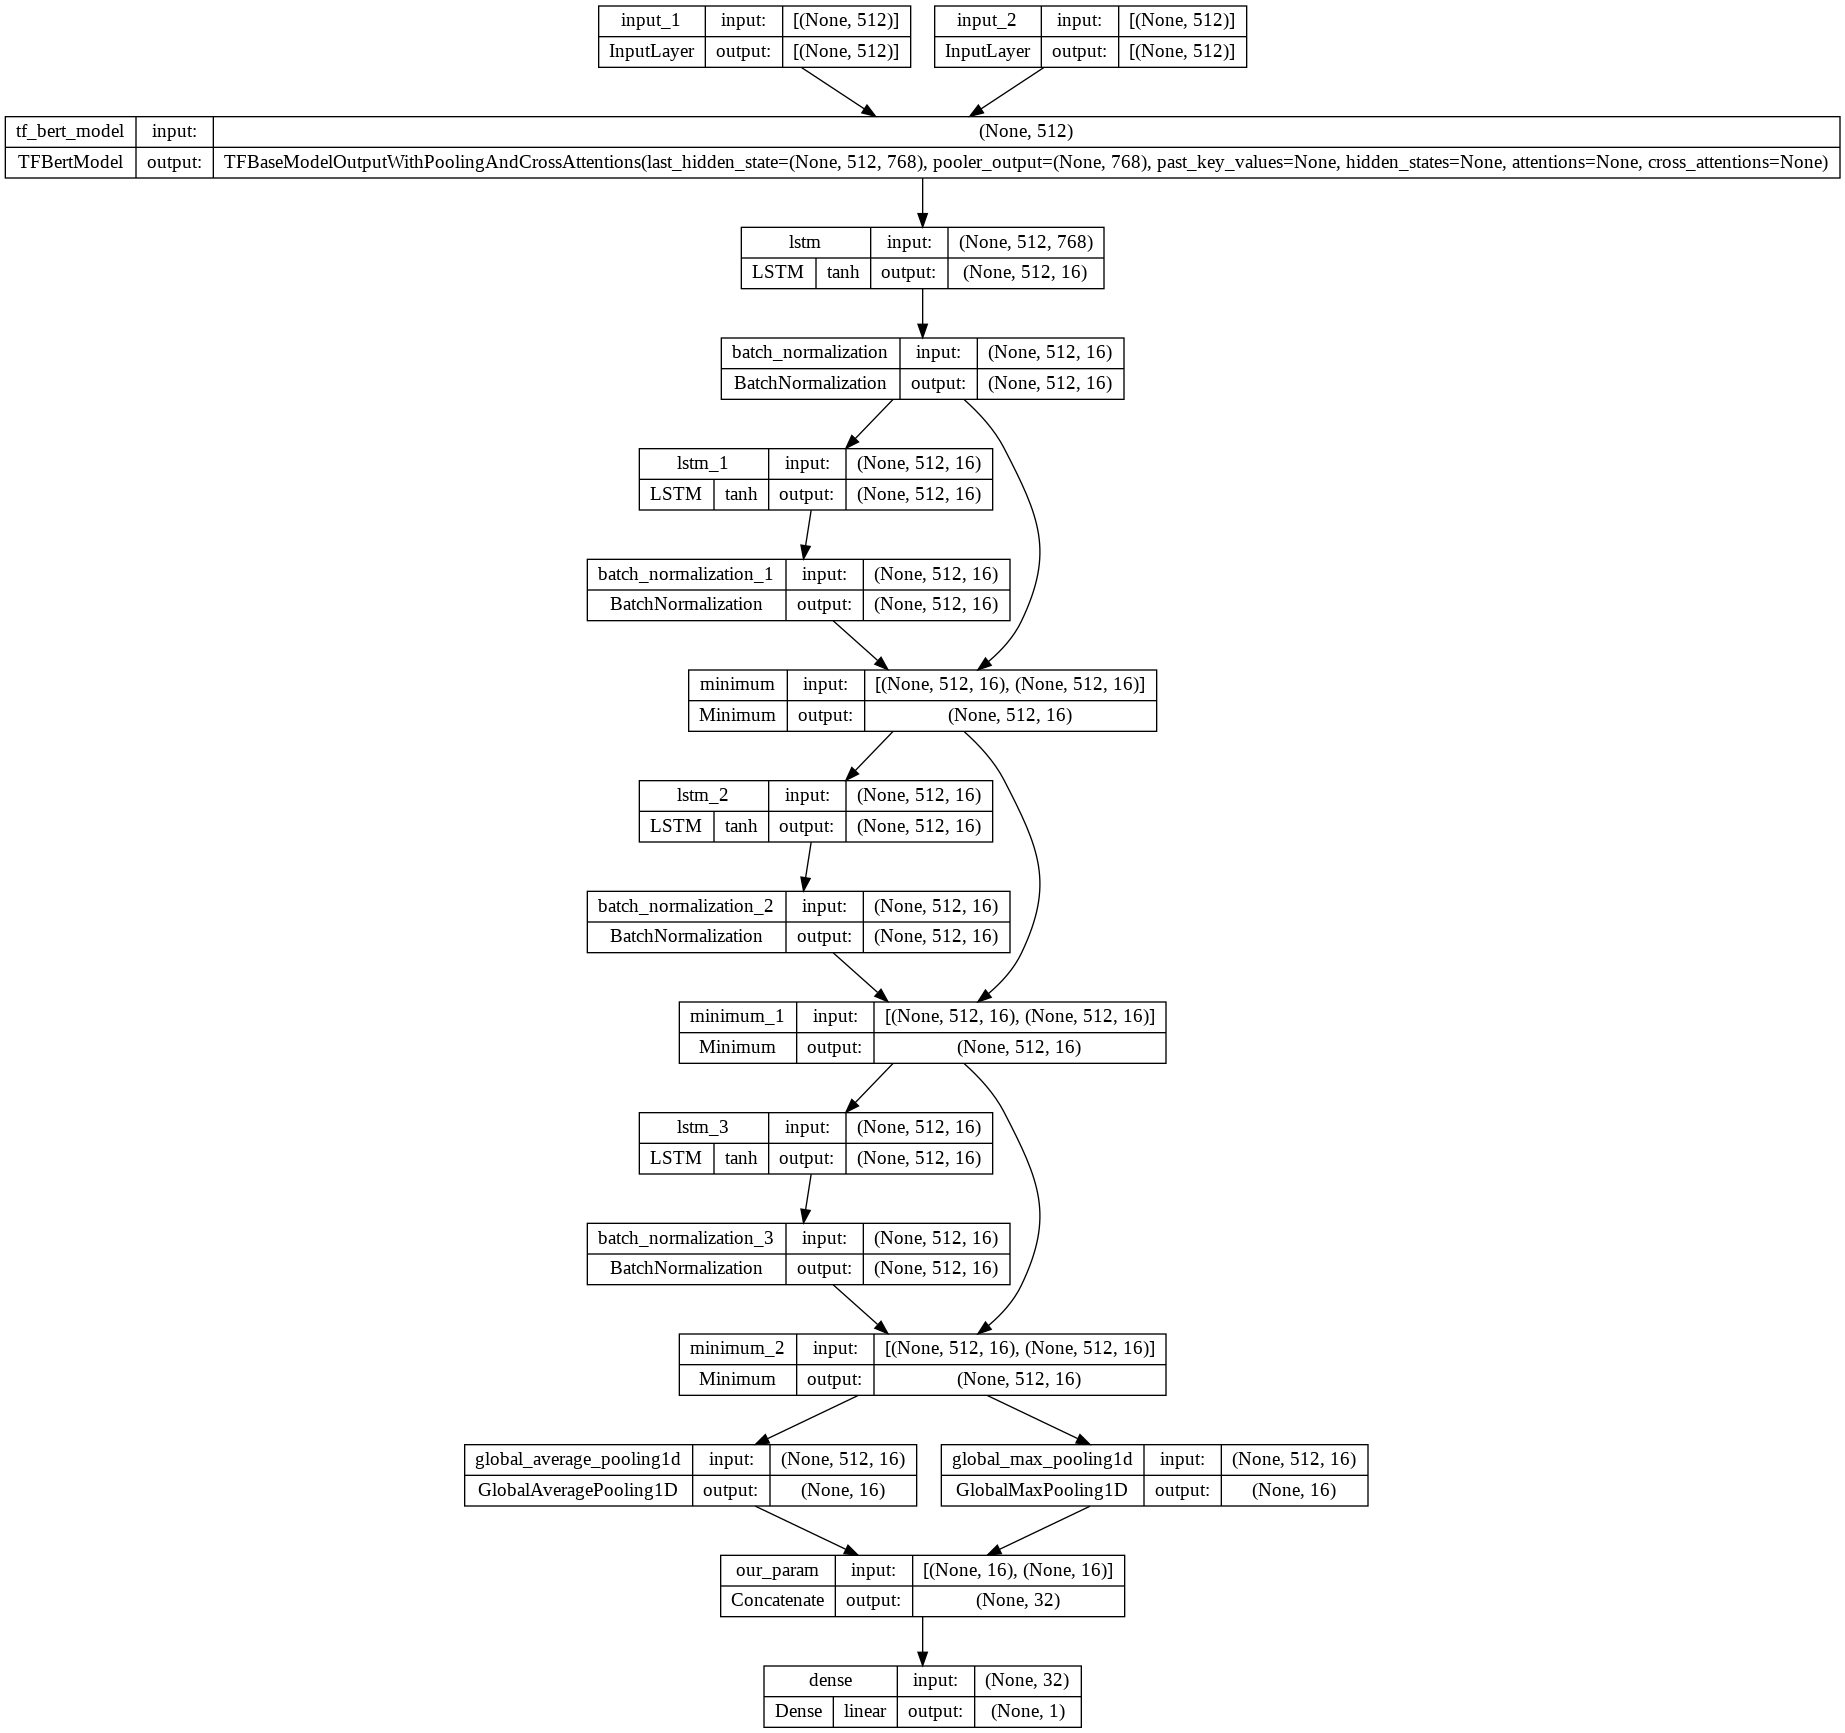 input_1 input: [(None, 512)]
InputLayer output: [(None, 512)]
input_2 input: [(None, 512)]
InputLayer output: [(None, 512)]
tf_bert_model input: (None, 512)
TFBertModel output: TFBaseModelOutputWithPoolingAndCrossAttentions(last_hidden_state=(None, 512, 768), pooler_output=(None, 768), past_key_values=None, hidden_states=None, attentions=None, cross_attentions=None)
lstm input: (None, 512, 768)
LSTM tanh output: (None, 512, 16)
batch_normalization input: (None, 512, 16)
BatchNormalization output: (None, 512, 16)
lstm_1 input: (None, 512, 16)
LSTM tanh output: (None, 512, 16)
batch_normalization_1 input: (None, 512, 16)
BatchNormalization output: (None, 512, 16)
minimum input: [(None, 512, 16), (None, 512, 16)]
Minimum output: (None, 512, 16)
lstm_2 input: (None, 512, 16)
LSTM tanh output: (None, 512, 16)
batch_normalization_2 input: (None, 512, 16)
BatchNormalization output: (None, 512, 16)
minimum_1 input: [(None, 512, 16), (None, 512, 16)]
Minimum output: (None, 512, 16)
lstm_3 input: (None, 512, 16)
LSTM tanh output: (None, 512, 16)
batch_normalization_3 input: (None, 512, 16)
BatchNormalization output: (None, 512, 16)
minimum_2 input: [(None, 512, 16), (None, 512, 16)]
Minimum output: (None, 512, 16)
global_average_pooling1d input: (None, 512, 16)
GlobalAveragePooling1D output: (None, 16)
global_max_pooling1d input: (None, 512, 16)
GlobalMaxPooling1D output: (None, 16)
our_param input: [(None, 16), (None, 16)]
Concatenate output: (None, 32)
dense input: (None, 32)
Dense linear output: (None, 1)